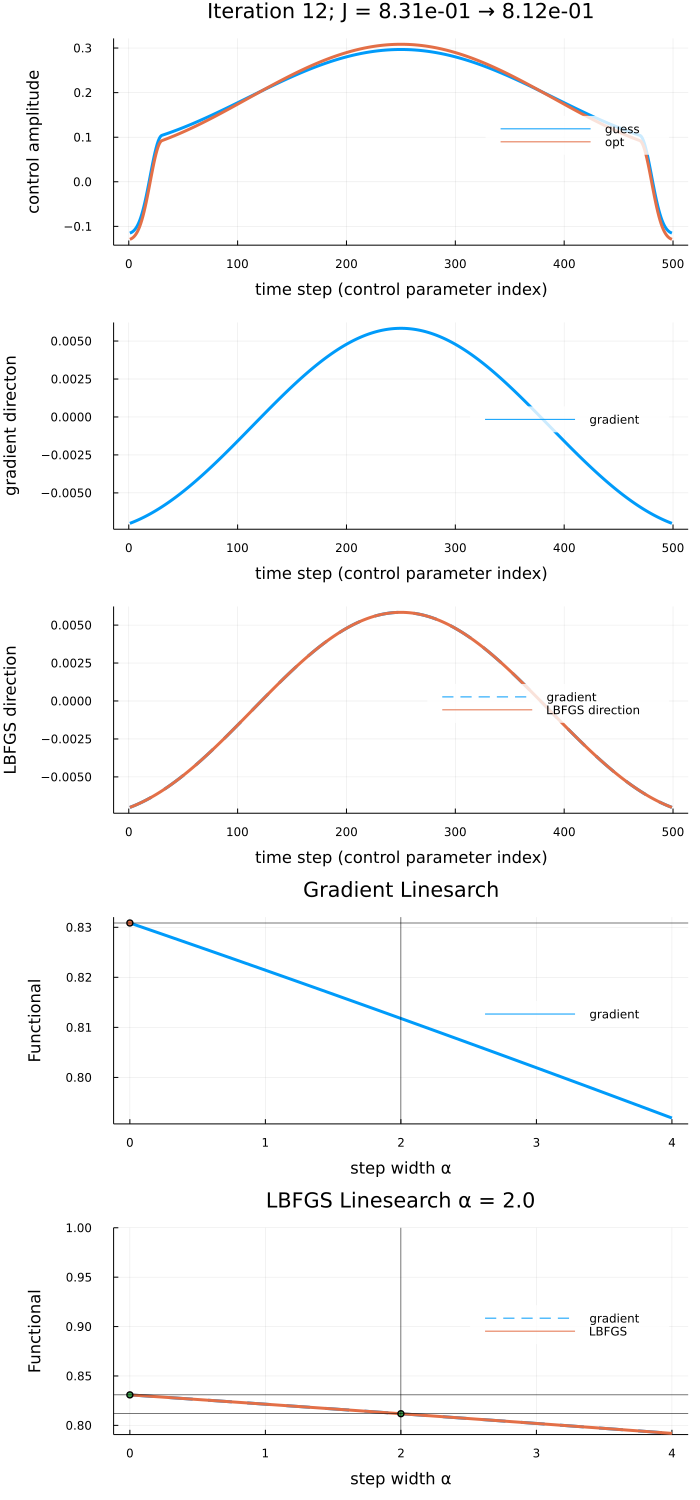 Iteration 12; J = 8.31e-01 → 8.12e-01
control amplitude
0.3
0.2
0.1
0.0
−0.1
guess
opt
0 100 200 300 400 500
time step (control parameter index)
gradient directon
0.0050
0.0025
0.0000
−0.0025
−0.0050
gradient
0 100 200 300 400 500
time step (control parameter index)
LBFGS direction
0.0050
0.0025
0.0000
−0.0025
−0.0050
gradient
LBFGS direction
0 100 200 300 400 500
time step (control parameter index)
Gradient Linesarch
Functional
0.83
0.82
0.81
0.80
gradient
0 1 2 3 4
step width α
LBFGS Linesearch α = 2.0
Functional
1.00
0.95
0.90
0.85
0.80
gradient
LBFGS
0 1 2 3 4
step width α